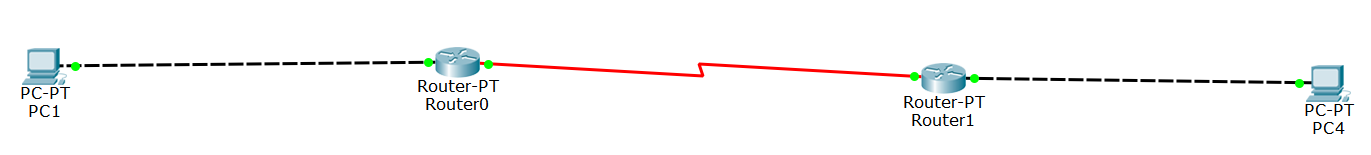 PC-PT
PC1
Router-PT
Router0
Router-PT
Router1
PC-PT
PC4